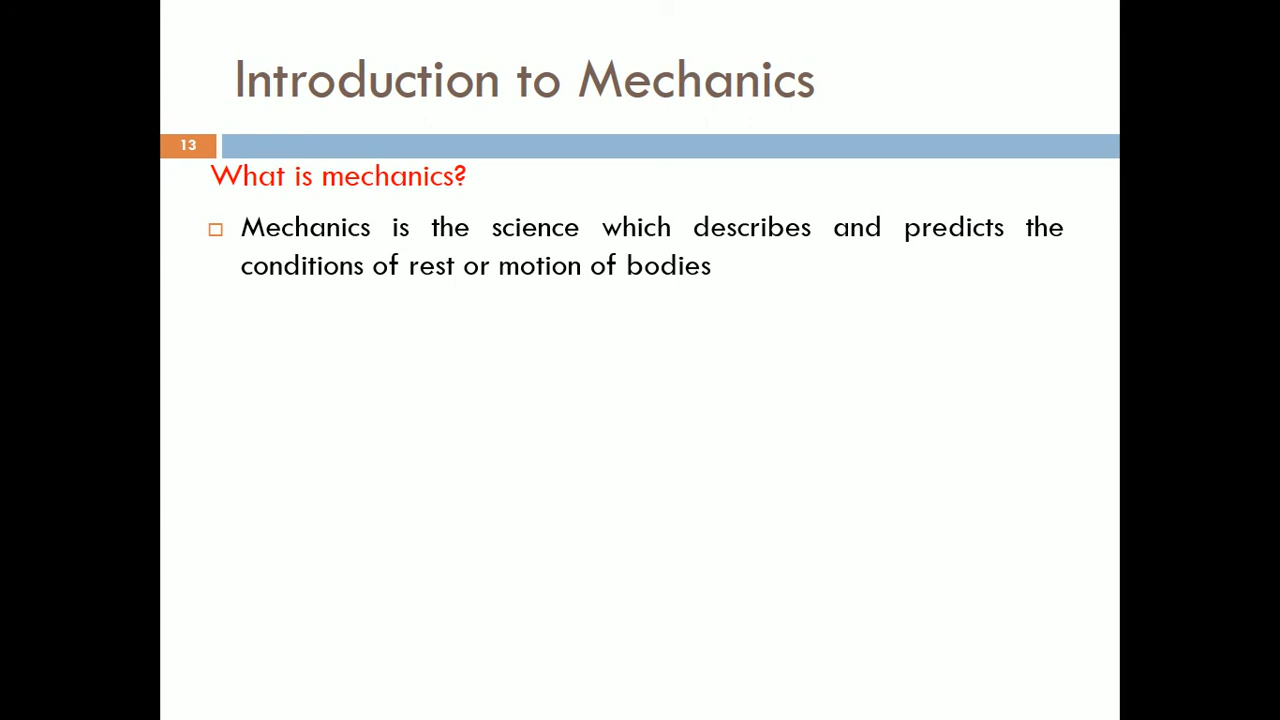 Introduction to Mechanics
13
What is mechanics?
Mechanics is the science which describes and predicts the
conditions of rest or motion of bodies